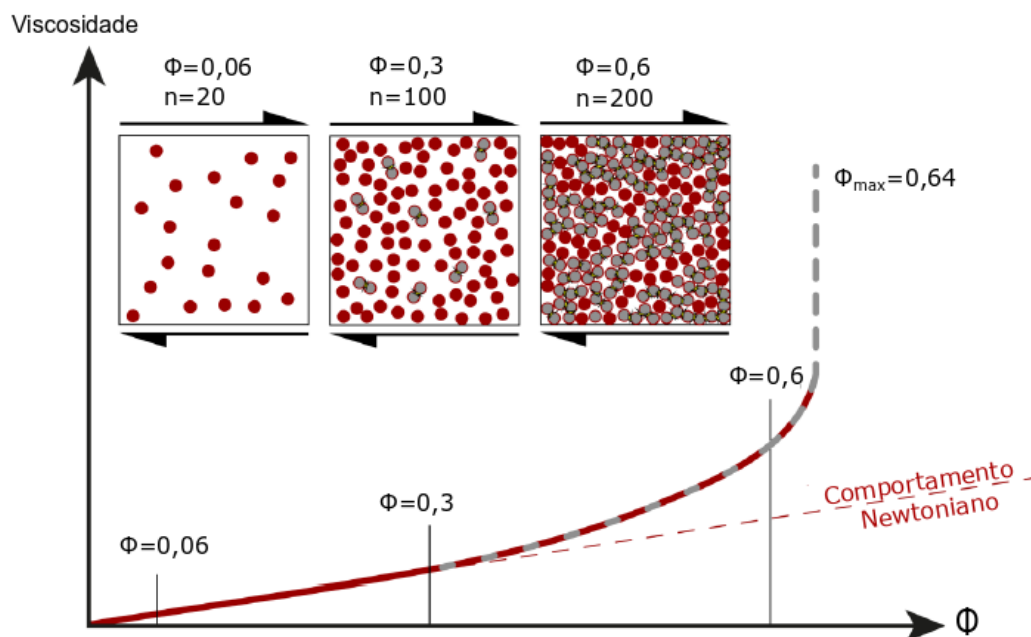 Viscosidade
Φ=0,06
n=20
Φ=0,3
n=100
Φ=0,6
n=200
Φmax=0,64
Φ=0,6
Comportamento
Newtoniano
Φ=0,3
Φ=0,06
Φ